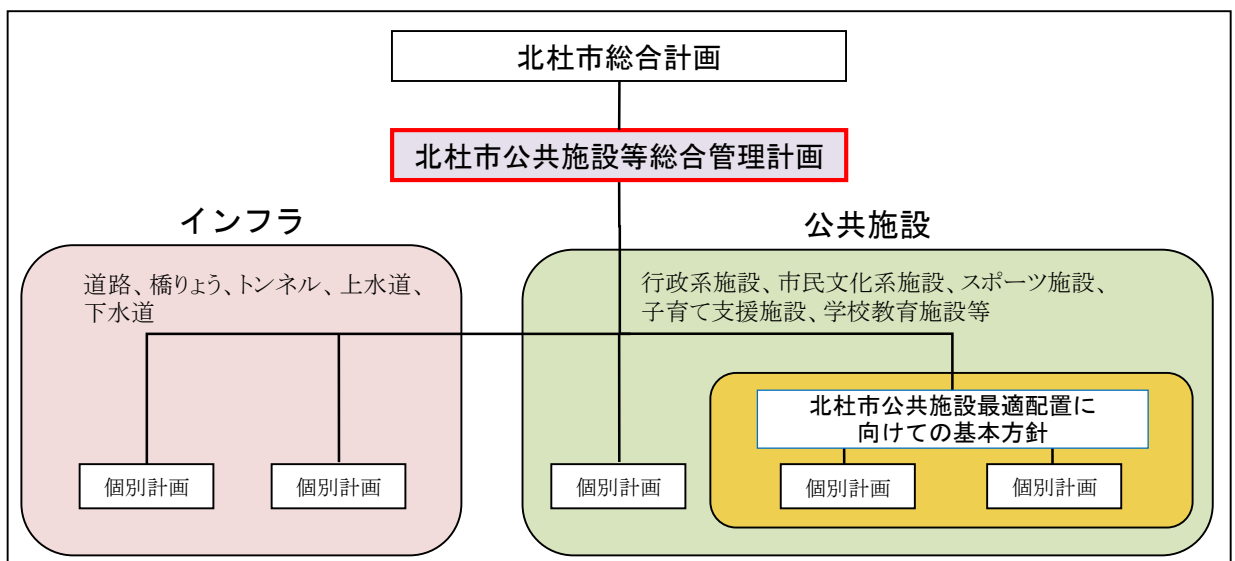 北杜市総合計画
北杜市公共施設等総合管理計画
インフラ
公共施設
道路、橋りょう、トンネル、上水道、
下水道
行政系施設、市民文化系施設、スポーツ施設、
子育て支援施設、学校教育施設等
北杜市公共施設最適配置に
向けての基本方針
個別計画
個別計画
個別計画
個別計画
個別計画